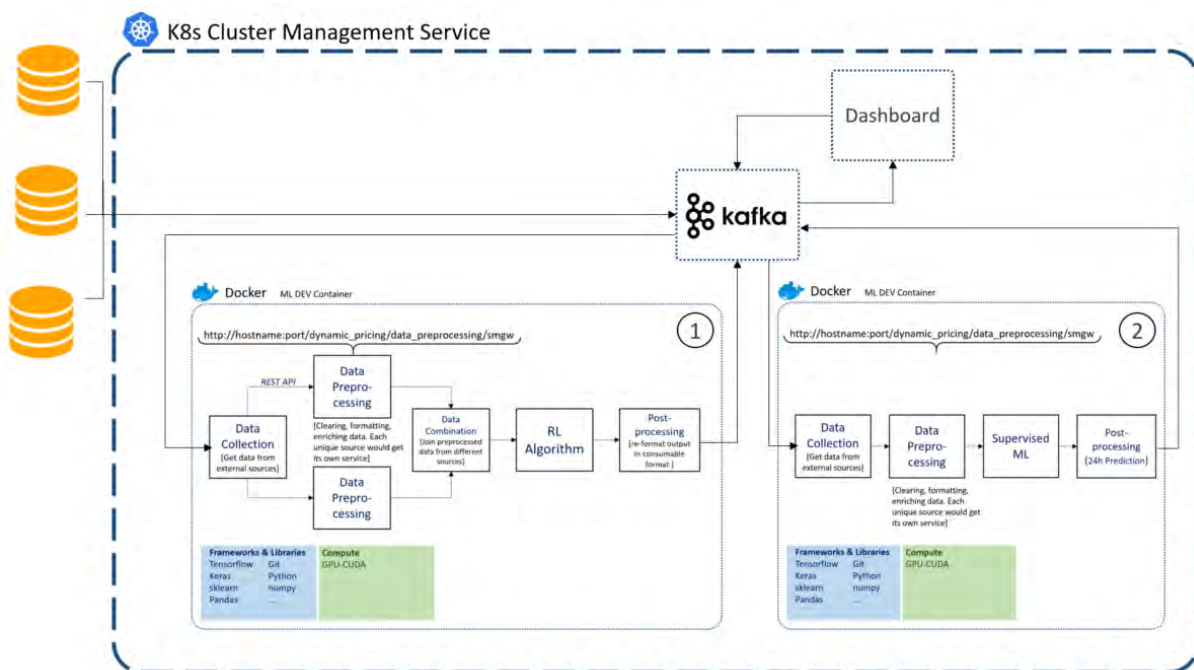 K8s Cluster Management Service
Dashboard
kafka
Docker ML DEV Container
1
http://hostname:port/dynamic_pricing/data_preprocessing/smgw
REST API
Data
Prepro-
cessing
[Clearing, formatting,
enriching data. Each
unique source would get
its own service]
Data
Collection
[Get data from
external sources]
Data
Prepro-
cessing
Data
Combination
[Join preprocessed
data from different
sources]
RL
Algorithm
Post-
processing
[re-format output
in consumable
format ]
Frameworks & Libraries
Tensorflow Git
Keras Python
sklearn numpy
Pandas ...
Compute
GPU-CUDA
Docker ML DEV Container
2
http://hostname:port/dynamic_pricing/data_preprocessing/smgw
Data
Collection
[Get data from
external sources]
Data
Prepro-
cessing
[Clearing, formatting,
enriching data. Each
unique source would get
its own service]
Supervised
ML
Post-
processing
(24h Prediction)
Frameworks & Libraries
Tensorflow Git
Keras Python
sklearn numpy
Pandas ...
Compute
GPU-CUDA